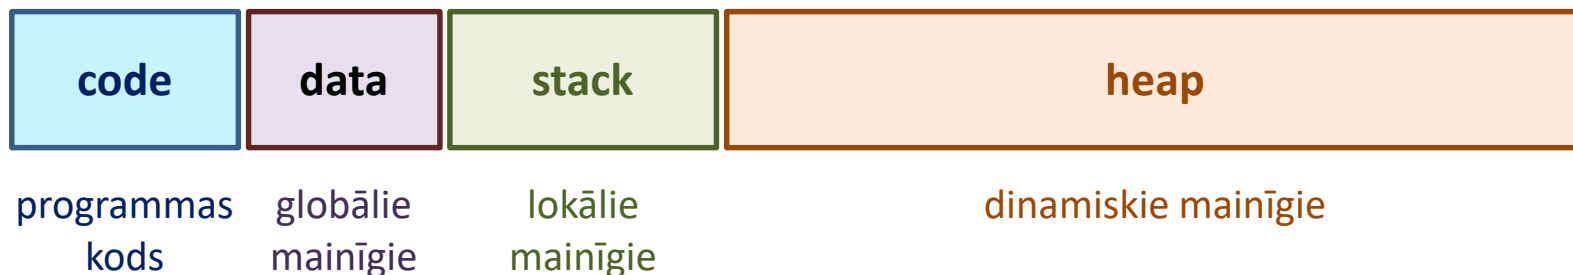 code data stack heap
programmas globālie lokālie dinamiskie mainīgie
kods mainīgie mainīgie